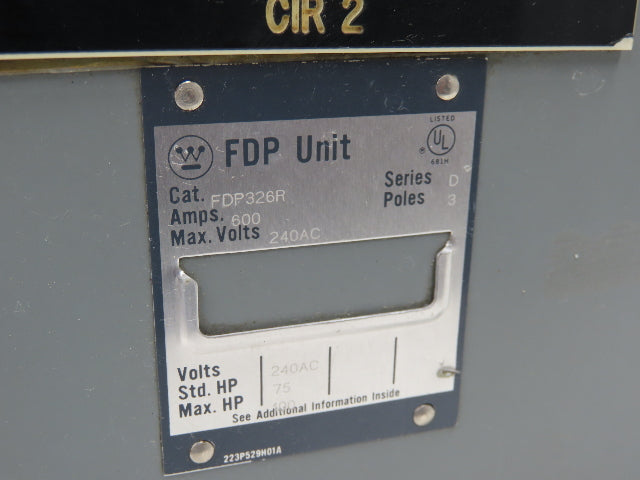 CIR 2
LISTED
UL
®
681H
W FDP Unit
Cat. FDP326R Series D
Amps. 600 Poles 3
Max. Volts 240AC
Volts 240AC
Std. HP 75
Max. HP
See Additional Information Inside
223P529H01A